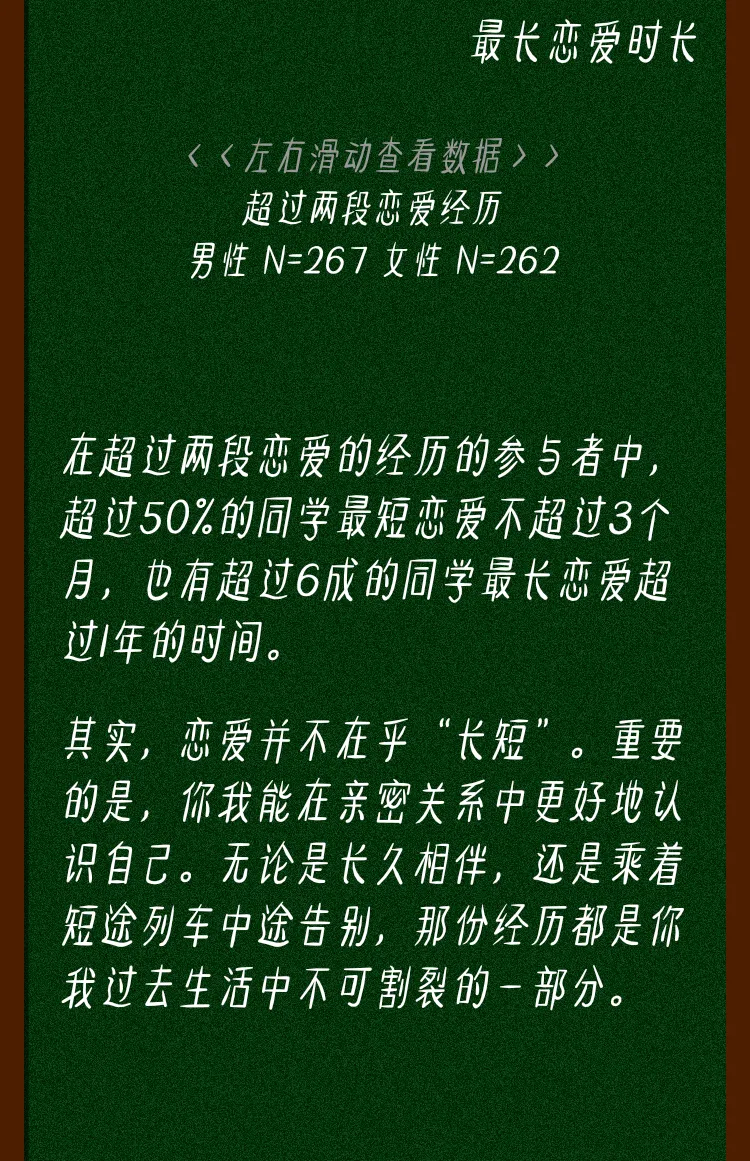 最长恋爱时长
〈〈左右滑动查看数据〉〉
超过两段恋爱经历
男性 N=267 女性 N=262
在超过两段恋爱的经历的参与者中，
超过50%的同学最短恋爱不超过3个
月，也有超过6成的同学最长恋爱超
过1年的时间。
其实，恋爱并不在乎“长短”。重要
的是，你我能在亲密关系中更好地认
识自己。无论是长久相伴，还是乘着
短途列车中途告别，那份经历都是你
我过去生活中不可割裂的一部分。